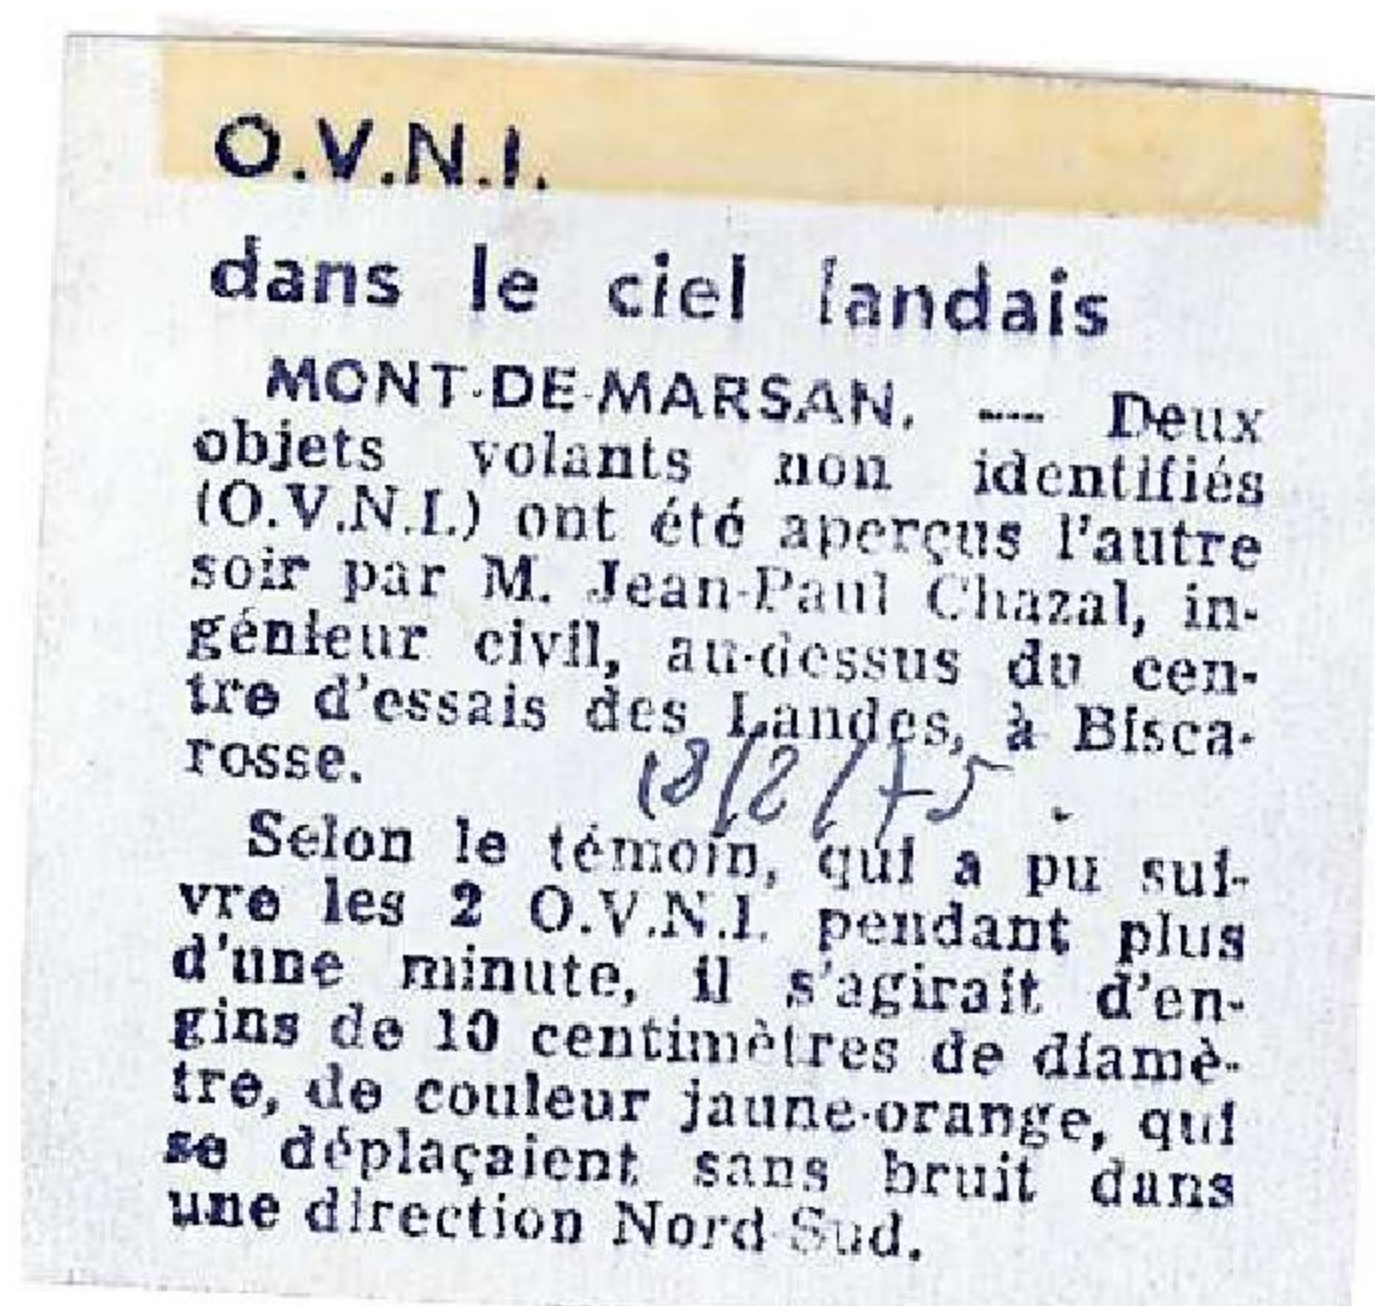 O.V.N.I.
dans le ciel landais
MONT-DE-MARSAN. — Deux
objets volants non identifiés
(O.V.N.I.) ont été aperçus l'autre
soir par M. Jean-Paul Chazal, in-
génieur civil, au-dessus du cen-
tre d'essais des Landes, à Bisca-
rosse.
18/2/75
Selon le témoin, qui a pu sui-
vre les 2 O.V.N.I. pendant plus
d'une minute, il s'agirait d'en-
gins de 10 centimètres de diamè-
tre, de couleur jaune-orange, qui
se déplaçaient sans bruit dans
une direction Nord-Sud.